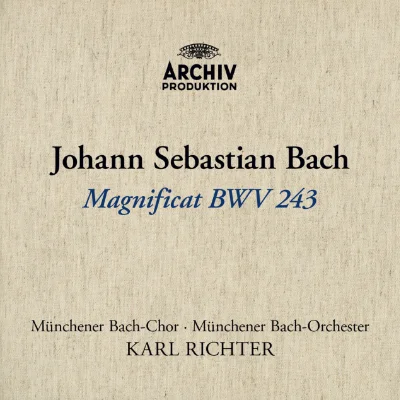 ARCHIV
PRODUKTION
Johann Sebastian Bach
Magnificat BWV 243
Münchener Bach-Chor · Münchener Bach-Orchester
KARL RICHTER